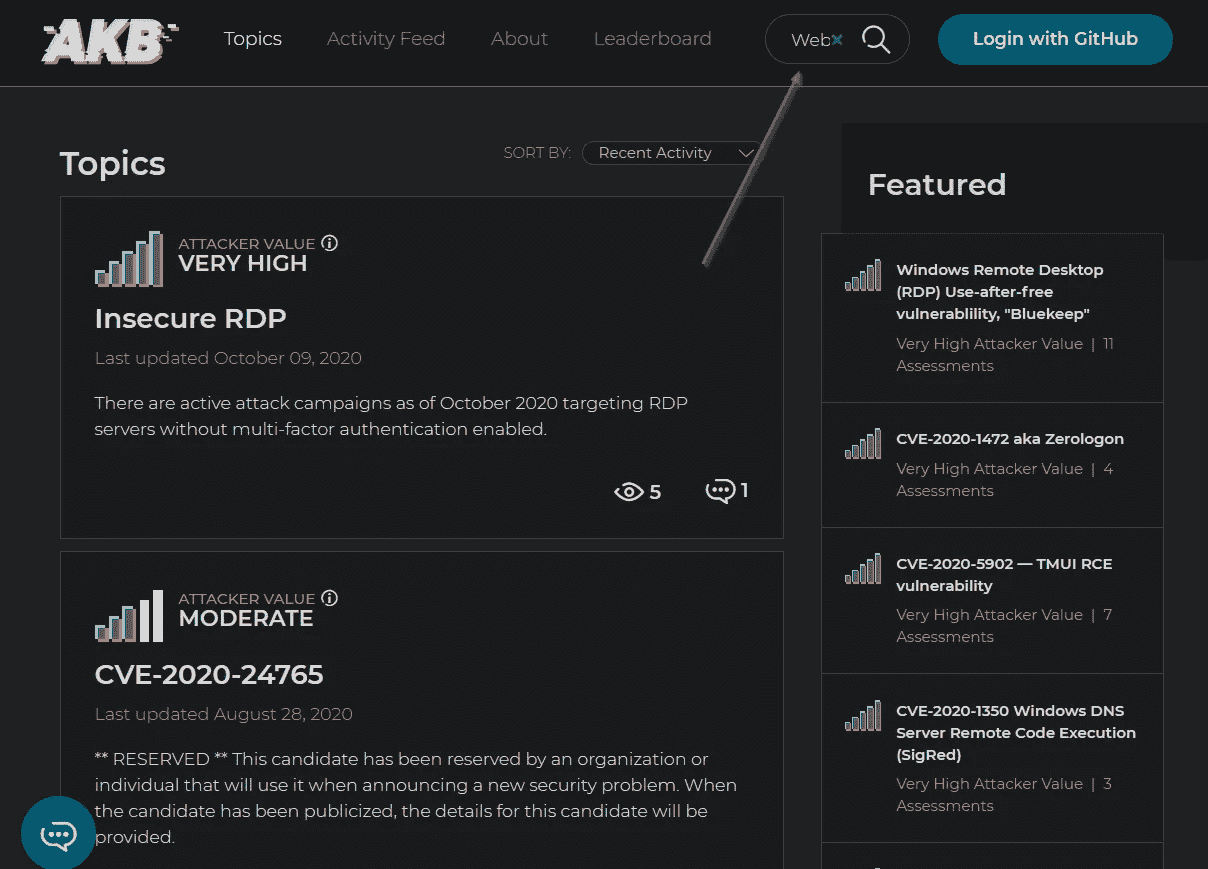 AKB
Topics
Activity Feed
About
Leaderboard
Web
Login with GitHub
Topics
SORT BY:
Recent Activity
ATTACKER VALUE
VERY HIGH
Insecure RDP
Last updated October 09, 2020
There are active attack campaigns as of October 2020 targeting RDP
servers without multi-factor authentication enabled.
5
1
ATTACKER VALUE
MODERATE
CVE-2020-24765
Last updated August 28, 2020
** RESERVED ** This candidate has been reserved by an organization or
individual that will use it when announcing a new security problem. When
the candidate has been publicized, the details for this candidate will be
provided.
Featured
Windows Remote Desktop
(RDP) Use-after-free
vulnerablility, "Bluekeep"
Very High Attacker Value | 11
Assessments
CVE-2020-1472 aka Zerologon
Very High Attacker Value | 4
Assessments
CVE-2020-5902 — TMUI RCE
vulnerability
Very High Attacker Value | 7
Assessments
CVE-2020-1350 Windows DNS
Server Remote Code Execution
(SigRed)
Very High Attacker Value | 3
Assessments